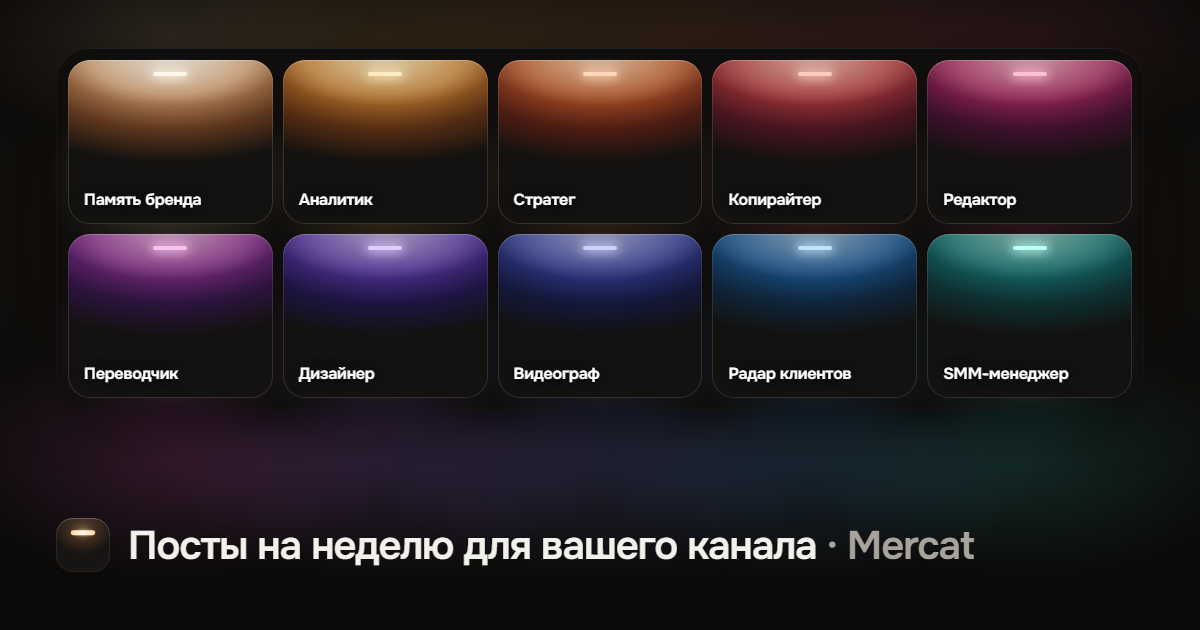 Память бренда
Аналитик
Стратег
Копирайтер
Редактор
Переводчик
Дизайнер
Видеограф
Радар клиентов
SMM-менеджер
Посты на неделю для вашего канала · Mercat